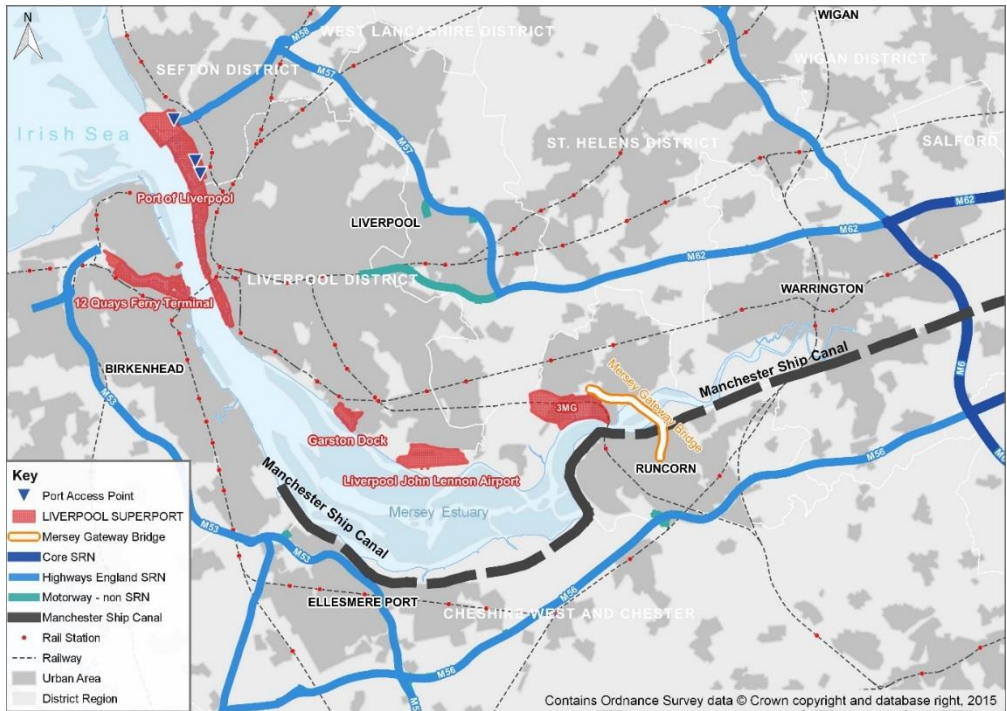 N
WIGAN
WEST LANCASHIRE DISTRICT
WIGAN DISTRICT
M58
M57
SEFTON DISTRICT
M6
Irish Sea
ST. HELENS DISTRICT
SALFORD
M57
Port of Liverpool
LIVERPOOL
M62
M62
M62
LIVERPOOL DISTRICT
12 Quays Ferry Terminal
WARRINGTON
BIRKENHEAD
Manchester Ship Canal
M6
M53
Mersey Gateway Bridge
3MG
Garston Dock
Liverpool John Lennon Airport
RUNCORN
M56
M6
Manchester Ship Canal
Mersey Estuary
M53
M53
M56
ELLESMERE PORT
CHESHIRE WEST AND CHESTER
M56
Key
Port Access Point
LIVERPOOL SUPERPORT
Mersey Gateway Bridge
Core SRN
Highways England SRN
Motorway - non SRN
Manchester Ship Canal
Rail Station
Railway
Urban Area
District Region
Contains Ordnance Survey data © Crown copyright and database right, 2015